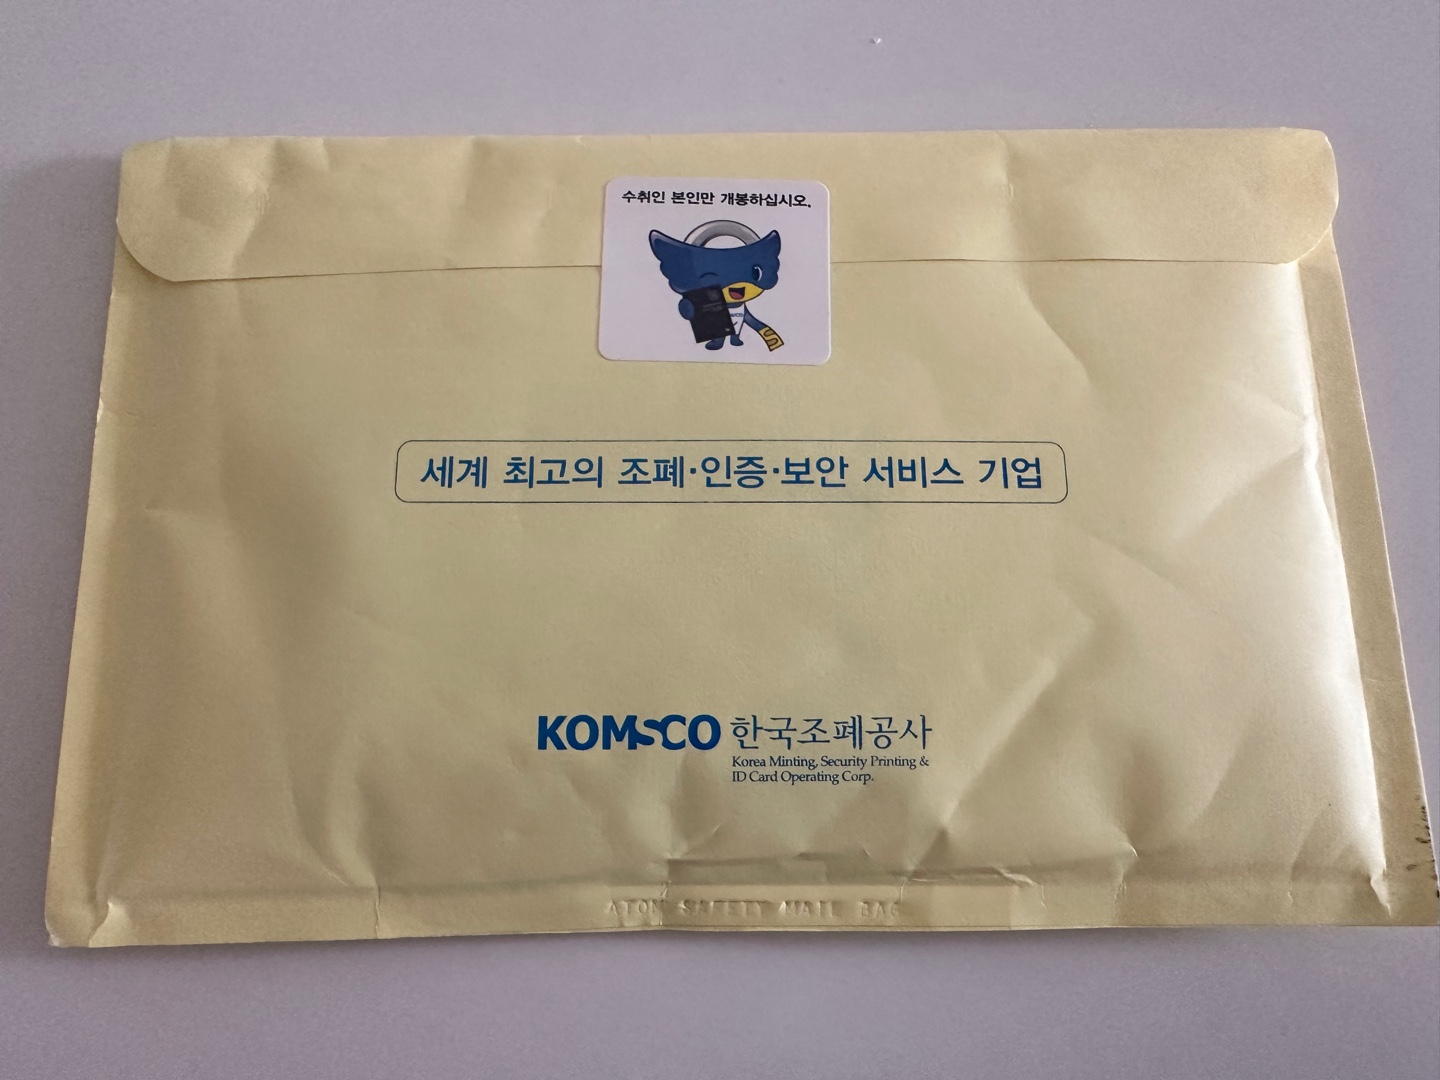 수취인 본인만 개봉하십시오.
세계 최고의 조폐·인증·보안 서비스 기업
KOMSCO 한국조폐공사
Korea Minting, Security Printing &
ID Card Operating Corp.
ATOM SAFETY MAIL BAG